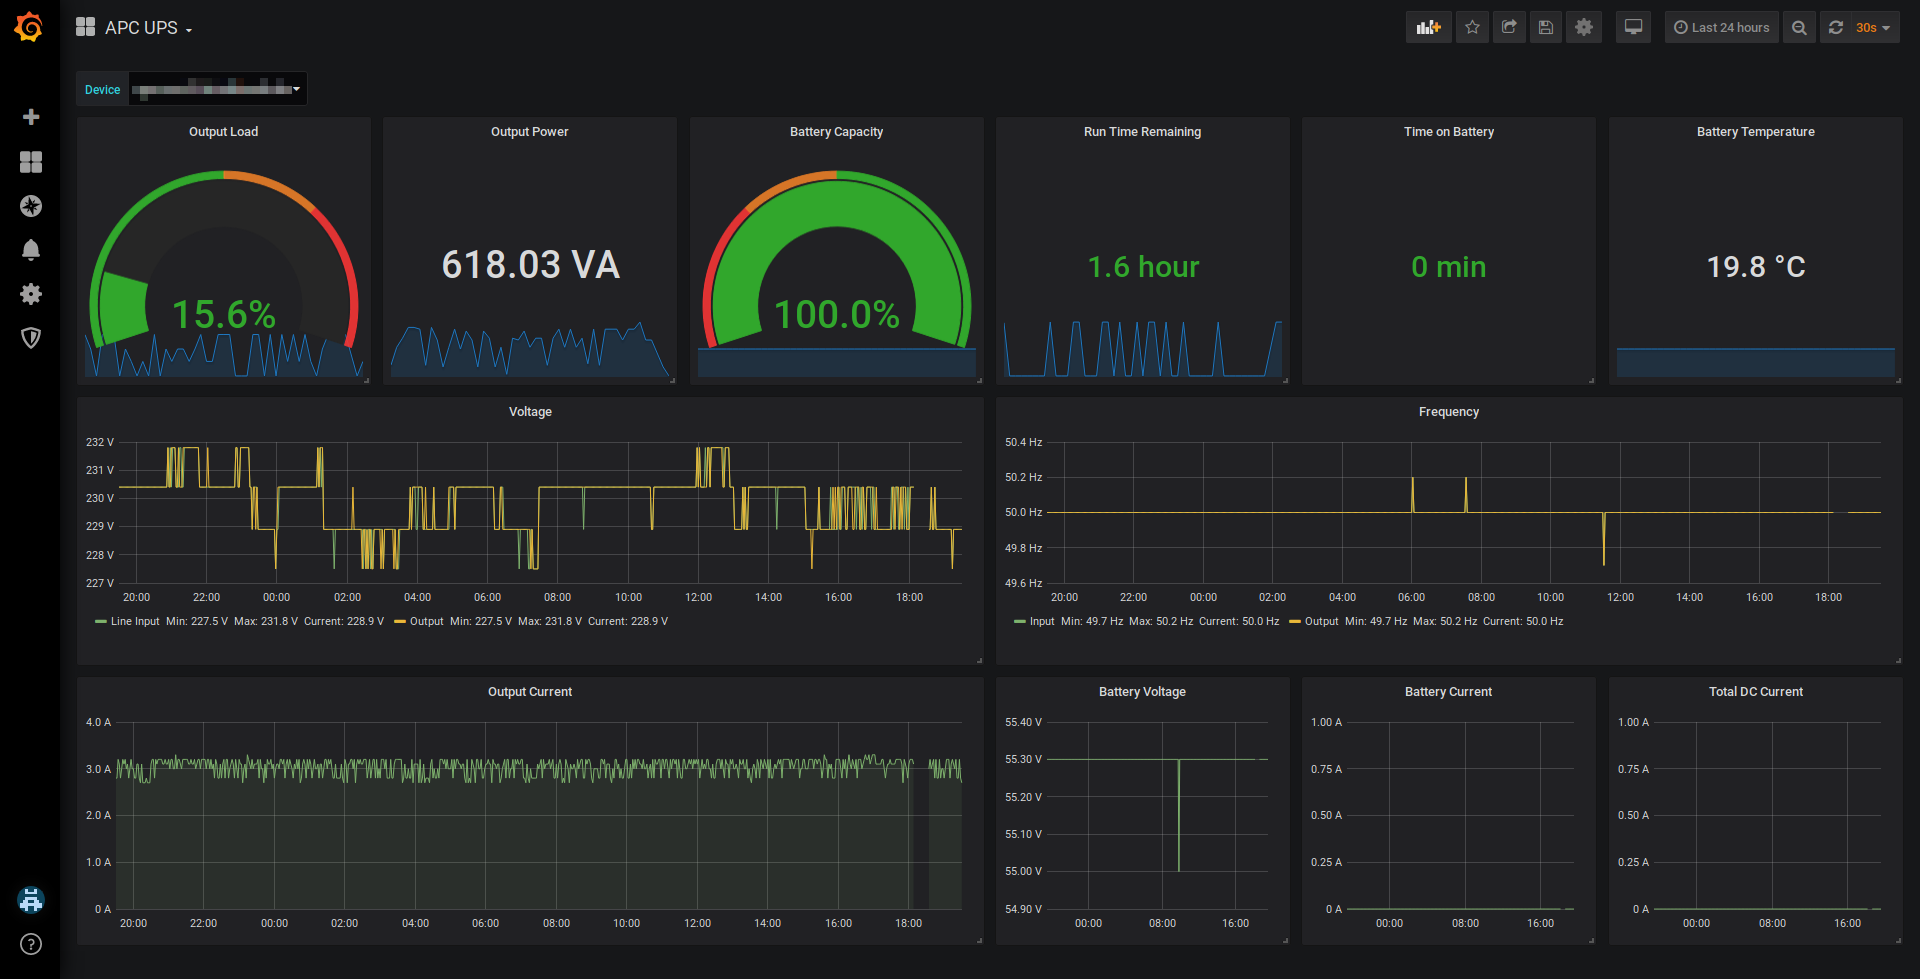 APC UPS
Last 24 hours
30s
Device
Output Load
Output Power
Battery Capacity
Run Time Remaining
Time on Battery
Battery Temperature
15.6%
618.03 VA
100.0%
1.6 hour
0 min
19.8 °C
Voltage
232 V
231 V
230 V
229 V
228 V
227 V
20:00 22:00 00:00 02:00 04:00 06:00 08:00 10:00 12:00 14:00 16:00 18:00
Line Input Min: 227.5 V Max: 231.8 V Current: 228.9 V Output Min: 227.5 V Max: 231.8 V Current: 228.9 V
Frequency
50.4 Hz
50.2 Hz
50.0 Hz
49.8 Hz
49.6 Hz
20:00 22:00 00:00 02:00 04:00 06:00 08:00 10:00 12:00 14:00 16:00 18:00
Input Min: 49.7 Hz Max: 50.2 Hz Current: 50.0 Hz Output Min: 49.7 Hz Max: 50.2 Hz Current: 50.0 Hz
Output Current
4.0 A
3.0 A
2.0 A
1.0 A
0 A
20:00 22:00 00:00 02:00 04:00 06:00 08:00 10:00 12:00 14:00 16:00 18:00
Battery Voltage
55.40 V
55.30 V
55.20 V
55.10 V
55.00 V
54.90 V
00:00 08:00 16:00
Battery Current
1.00 A
0.75 A
0.50 A
0.25 A
0 A
00:00 08:00 16:00
Total DC Current
1.00 A
0.75 A
0.50 A
0.25 A
0 A
00:00 08:00 16:00